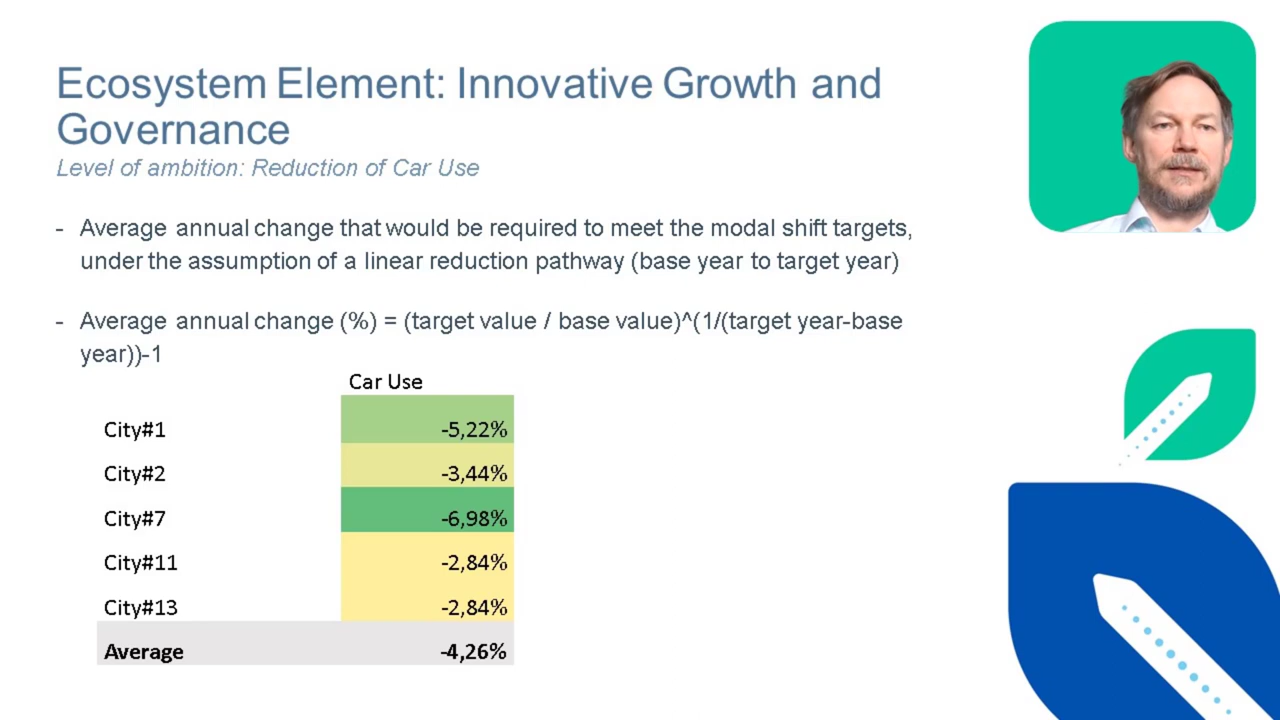 Ecosystem Element: Innovative Growth and
Governance
Level of ambition: Reduction of Car Use
- Average annual change that would be required to meet the modal shift targets,
under the assumption of a linear reduction pathway (base year to target year)
- Average annual change (%) = (target value / base value)^(1/(target year-base
year))-1
Car Use
City#1 -5,22%
City#2 -3,44%
City#7 -6,98%
City#11 -2,84%
City#13 -2,84%
Average -4,26%